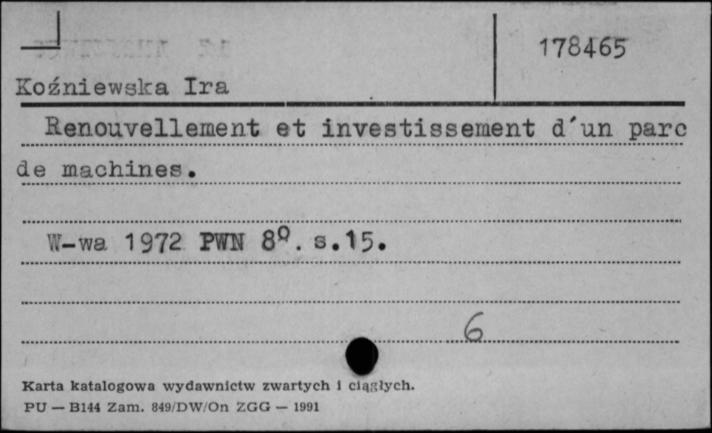 178465
Koźniewska Ira
Renouvellement et investissement d'un parc
de machines.
W-wa 1972 PWN 8º. s.15.
6
Karta katalogowa wydawnictw zwartych i ciągłych.
PU — B144 Zam. 849/DW/On ZGG — 1991